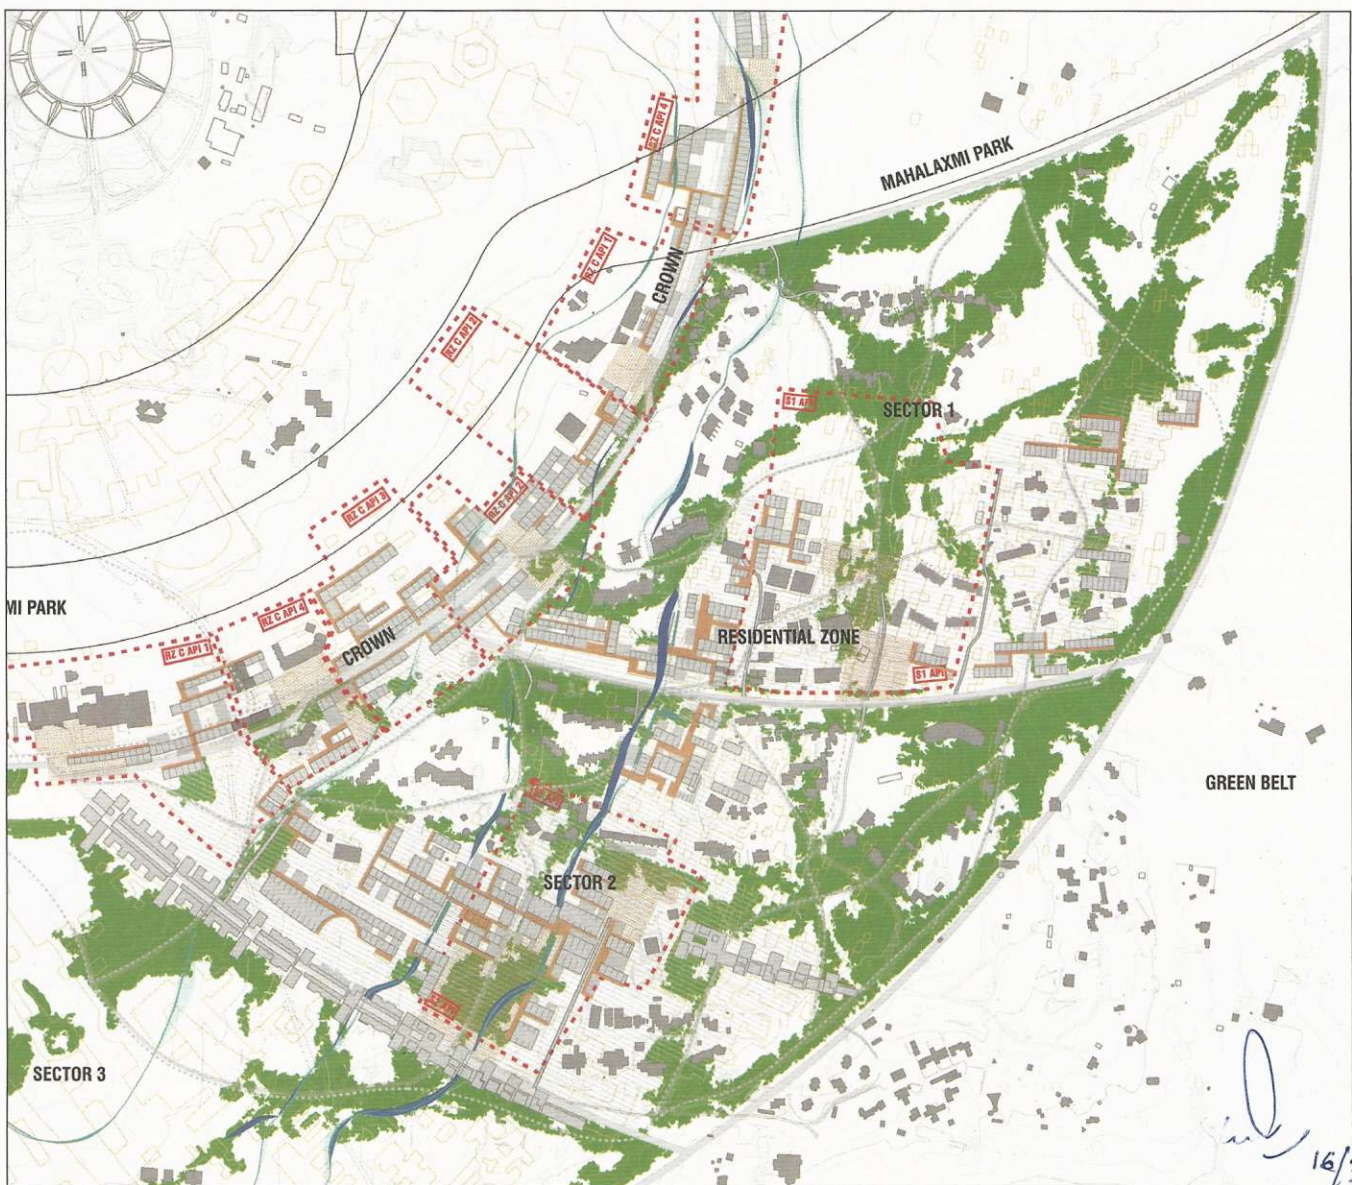 RZ C API 4
MAHALAXMI PARK
RZ C API 1
CROWN
RZ C API 2
S1 API
SECTOR 1
RZ C API 2
RZ C API 3
MI PARK
RZ C API 4
CROWN
RZ C API 1
RESIDENTIAL ZONE
S1 API
GREEN BELT
SECTOR 2
SECTOR 3
16/